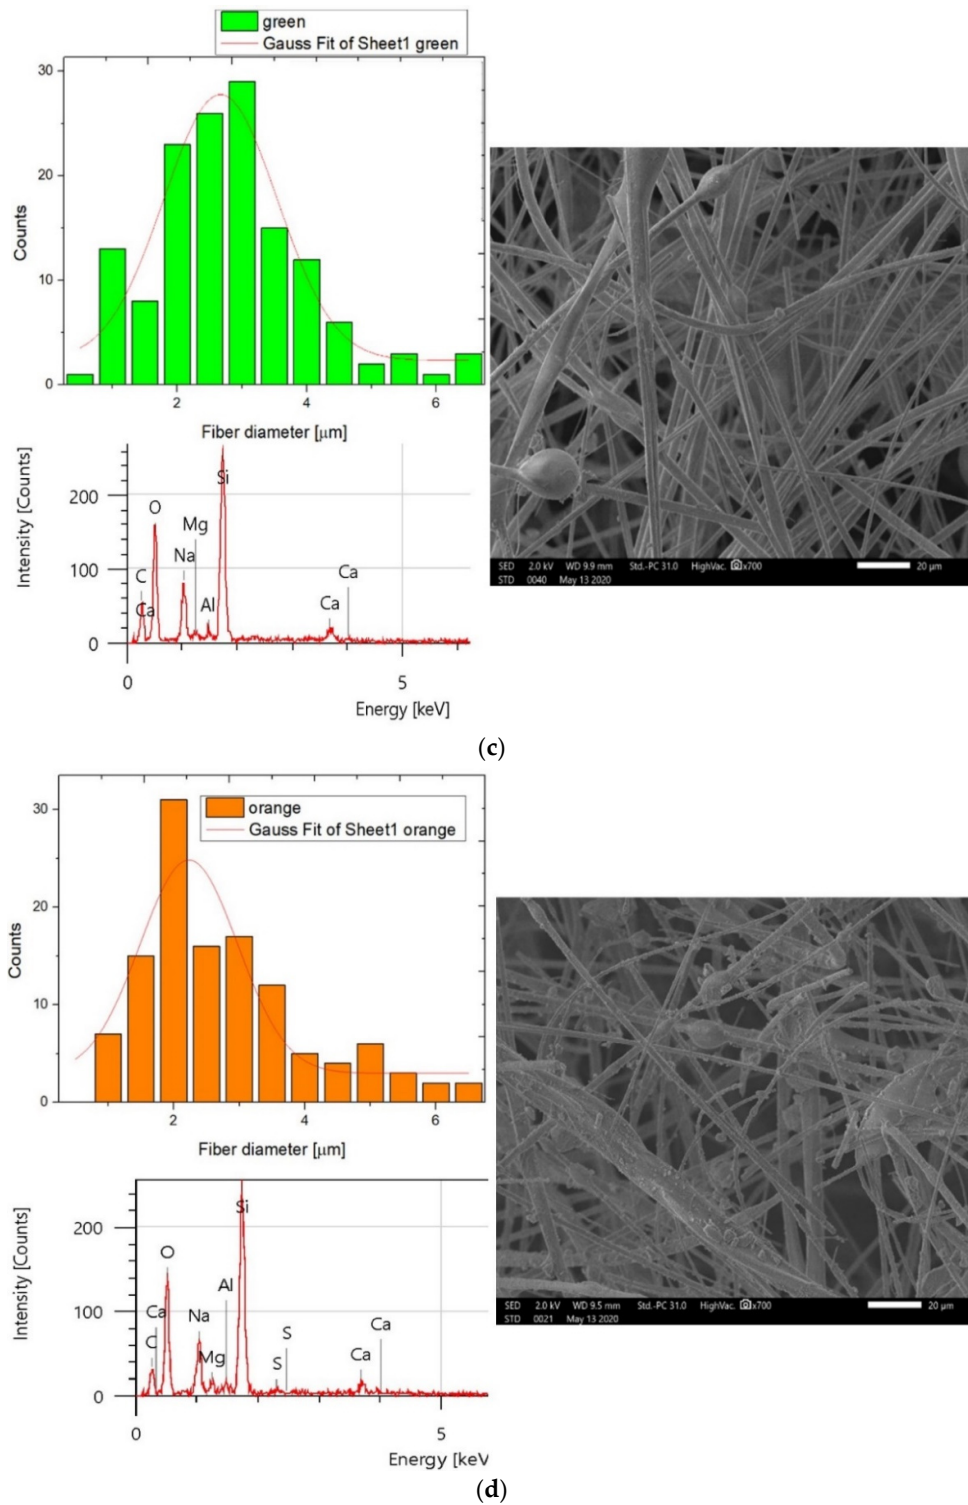 green
Gauss Fit of Sheet1 green
30
20
10
0
Counts
2 4 6
Fiber diameter [μm]
Intensity [Counts]
200
100
0
C
Ca
O
Na
Mg
Al
Si
Ca
Ca
0 5
Energy [keV]
SED 2.0 kV WD 9.9 mm Std.-PC 31.0 HighVac. x700 20 μm
STD 0040 May 13 2020
(c)
orange
Gauss Fit of Sheet1 orange
30
20
10
0
Counts
2 4 6
Fiber diameter [μm]
Intensity [Counts]
200
100
0
Ca
C
O
Na
Mg
Al
Si
S
S
Ca
Ca
0 5
Energy [keV
SED 2.0 kV WD 9.5 mm Std.-PC 31.0 HighVac. x700 20 μm
STD 0021 May 13 2020
(d)